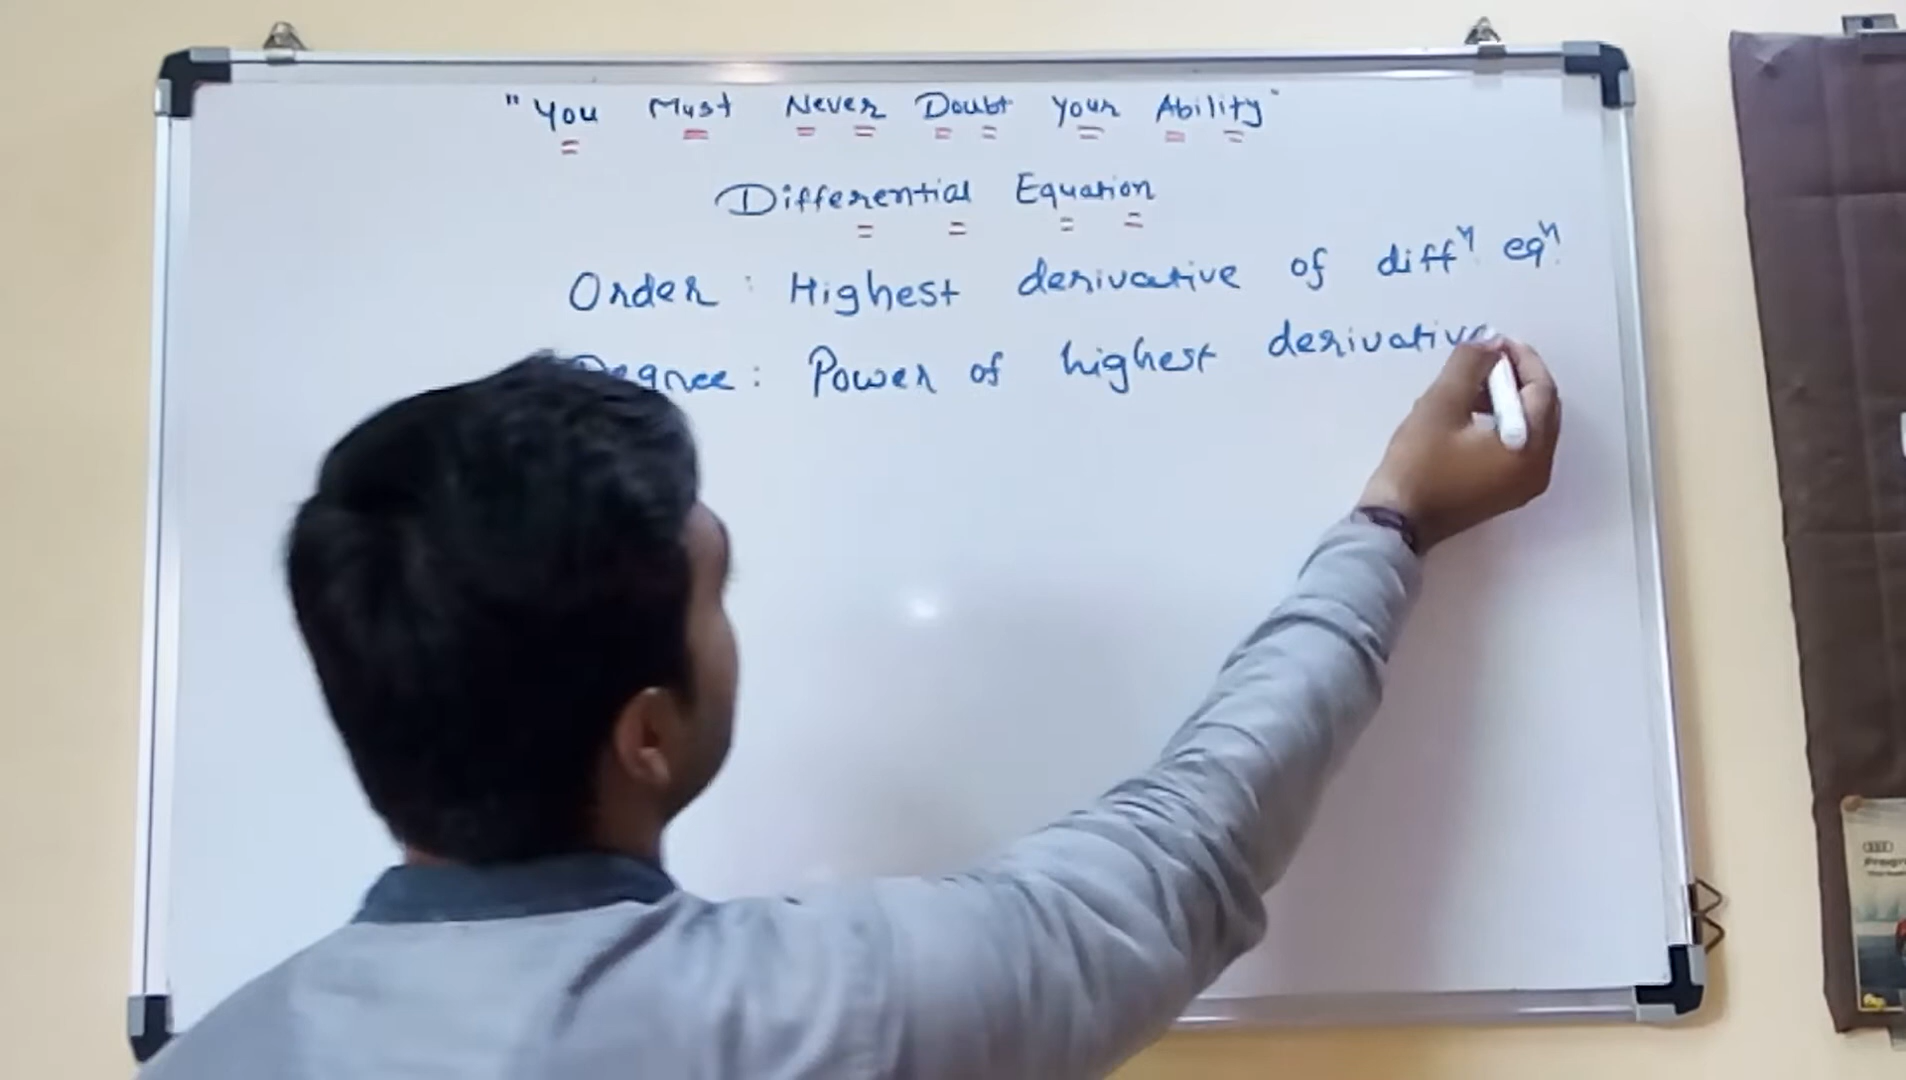 "You Must Never Doubt Your Ability"
Differential Equation
Order : Highest derivative of diffⁿ eqⁿ.
Degree : Power of highest derivative